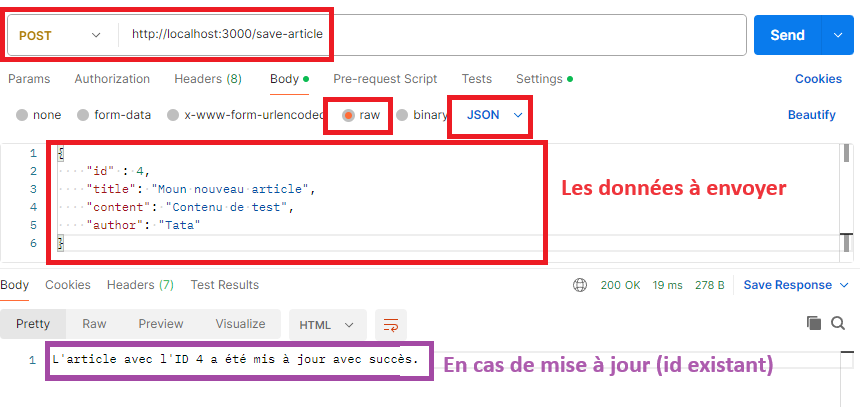 POST http://localhost:3000/save-article Send
Params Authorization Headers (8) Body Pre-request Script Tests Settings Cookies
none form-data x-www-form-urlencoded raw binary JSON Beautify
1 {
2 "id" : 4,
3 "title": "Moun nouveau article",
4 "content": "Contenu de test",
5 "author": "Tata"
6 }
Les données à envoyer
Body Cookies Headers (7) Test Results 200 OK 19 ms 278 B Save Response
Pretty Raw Preview Visualize HTML
1 L'article avec l'ID 4 a été mis à jour avec succès.
En cas de mise à jour (id existant)